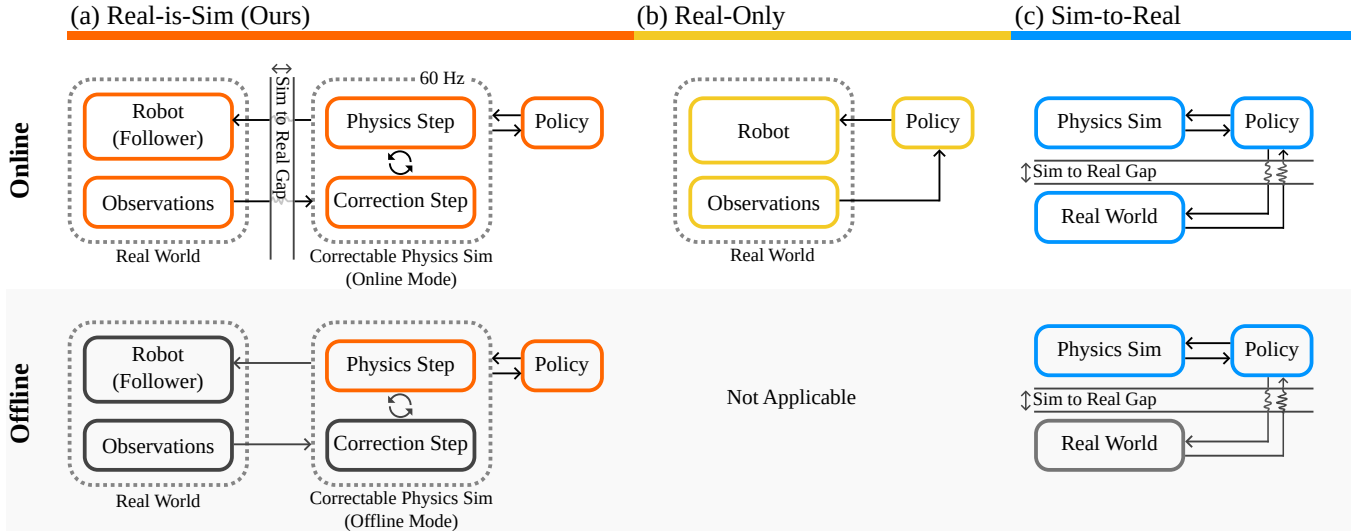 (a) Real-is-Sim (Ours)
(b) Real-Only
(c) Sim-to-Real
Online
Robot
(Follower)
Observations
Real World
Sim to Real Gap
60 Hz
Physics Step
Correction Step
Correctable Physics Sim
(Online Mode)
Policy
Robot
Observations
Real World
Policy
Physics Sim
Policy
Sim to Real Gap
Real World
Offline
Robot
(Follower)
Observations
Real World
Physics Step
Correction Step
Correctable Physics Sim
(Offline Mode)
Policy
Not Applicable
Physics Sim
Policy
Sim to Real Gap
Real World